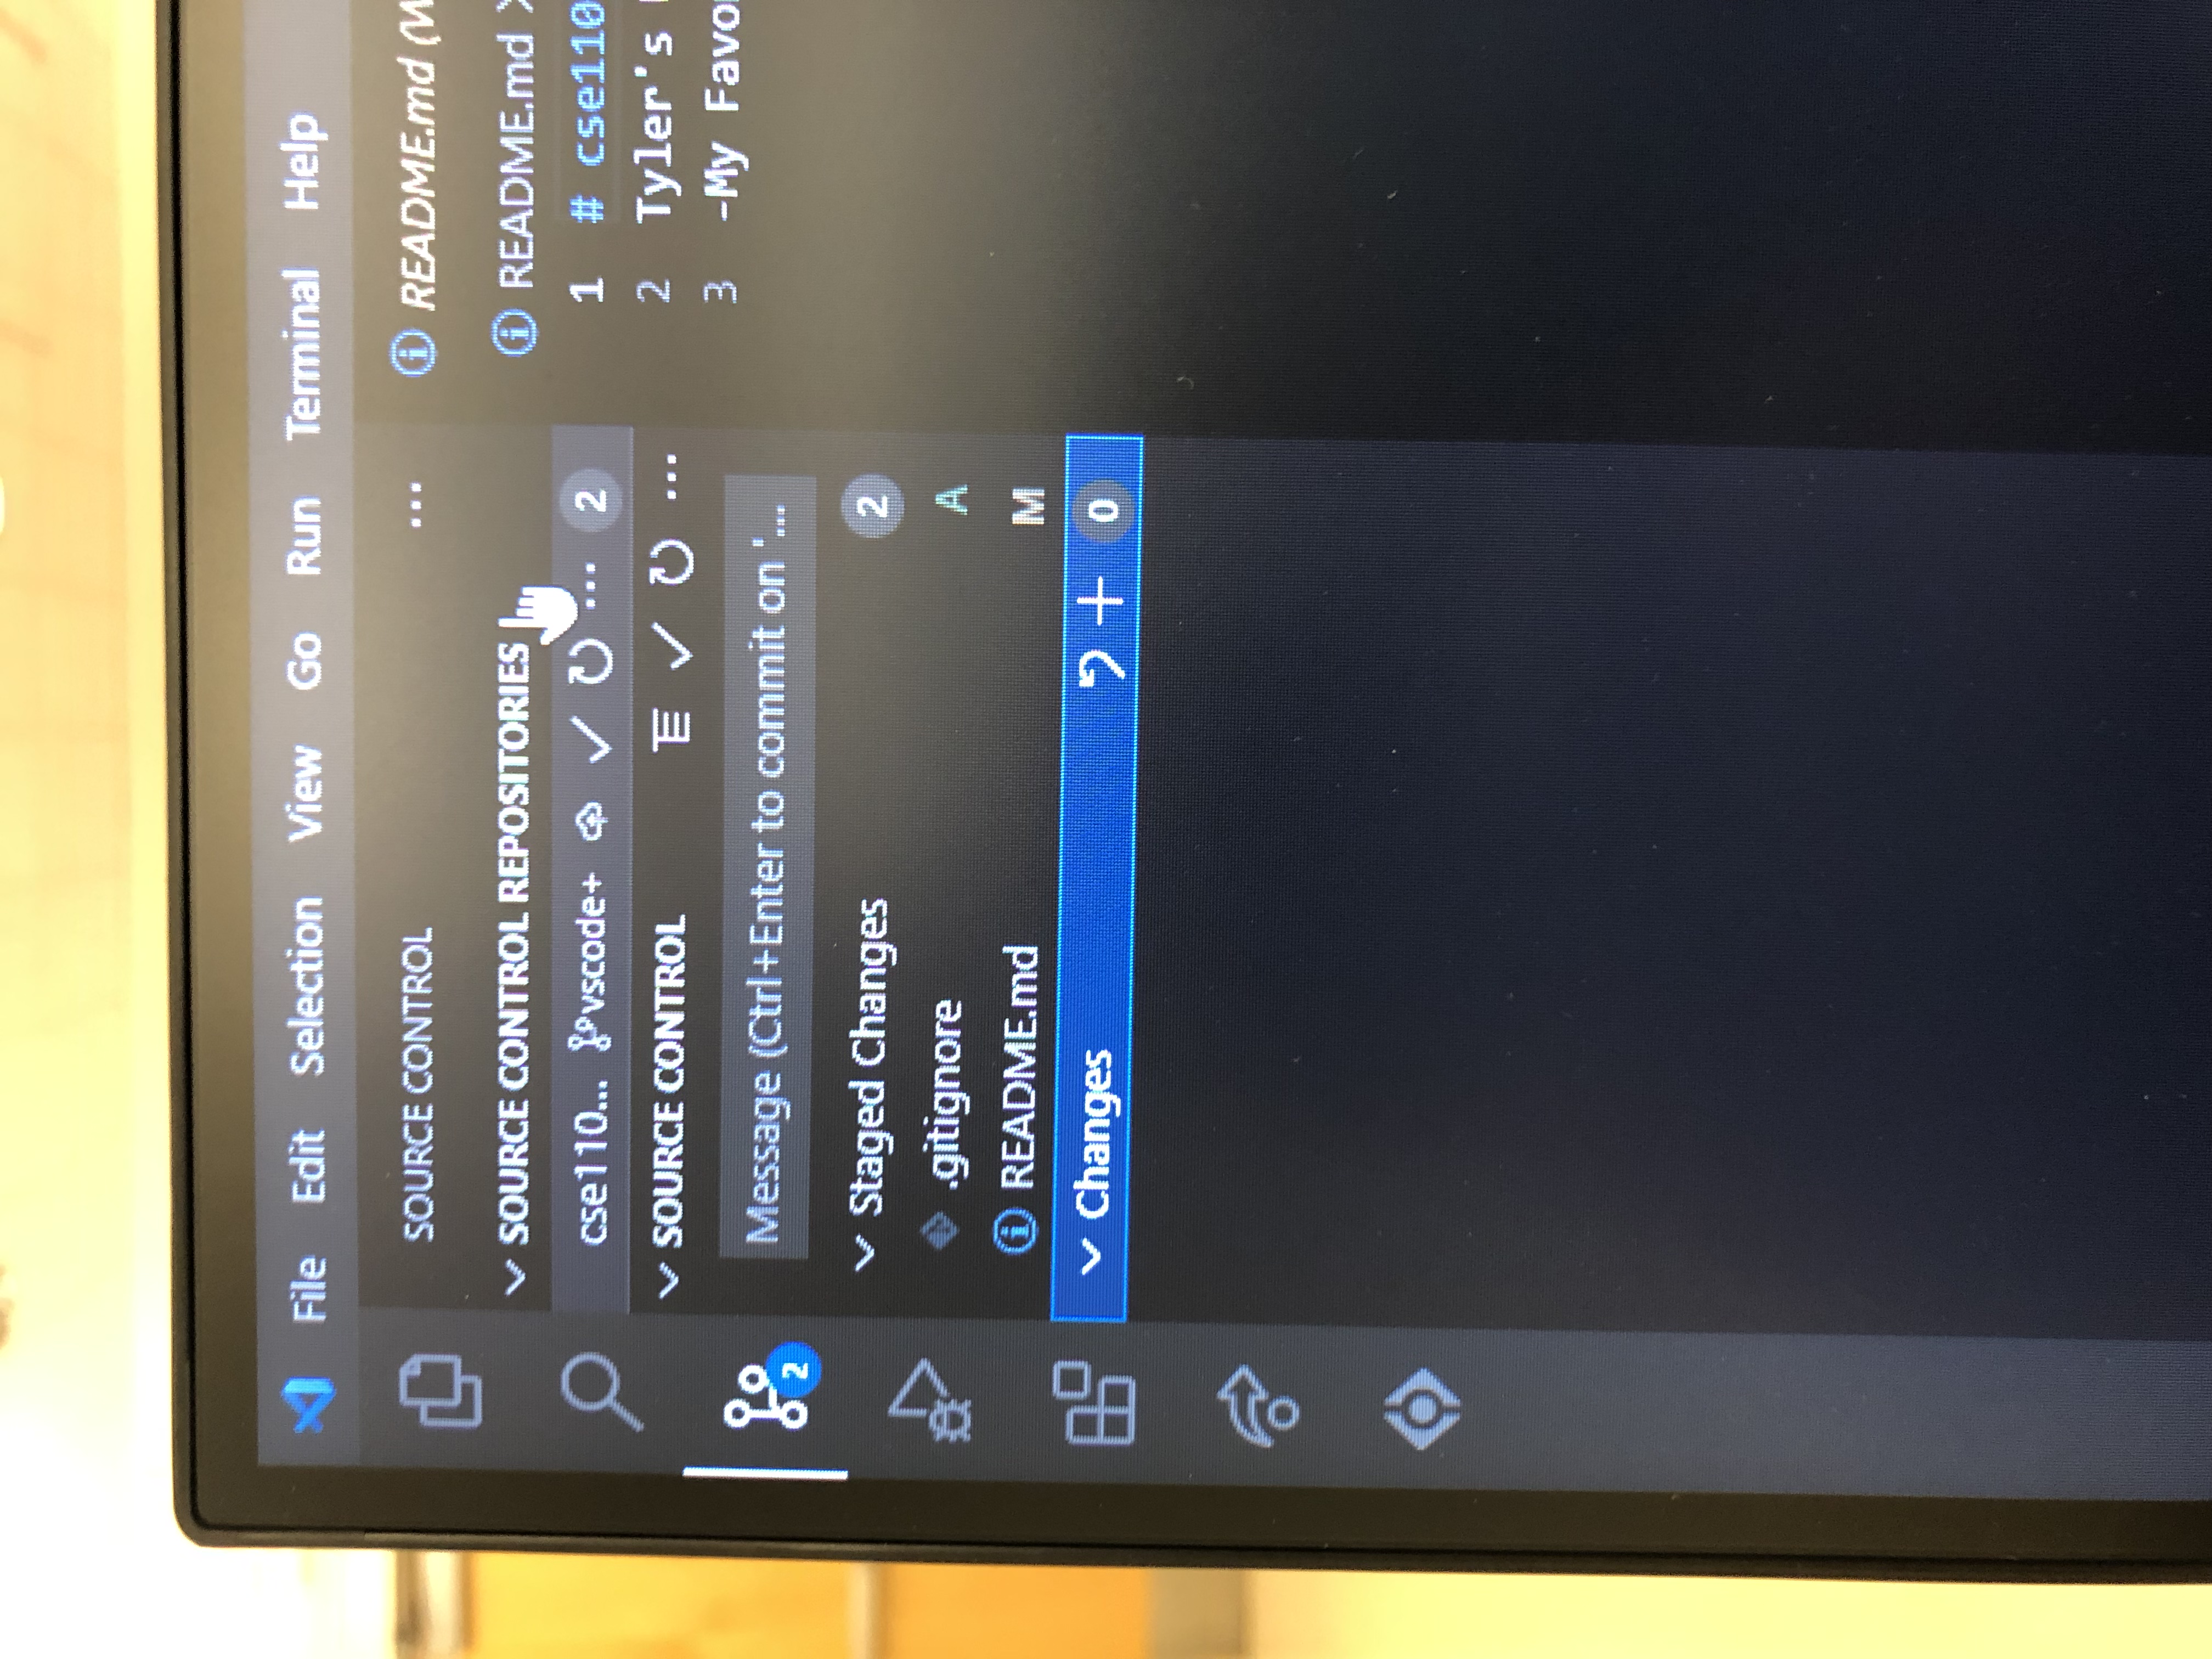 File Edit Selection View Go Run Terminal Help
SOURCE CONTROL ...
README.md (W
SOURCE CONTROL REPOSITORIES
README.md
cse110... vscode+ ... 2
SOURCE CONTROL ...
Message (Ctrl+Enter to commit on '...
Staged Changes 2
.gitignore A
README.md M
Changes 0
2
1 # cse110
2 Tyler's
3 -My Favo